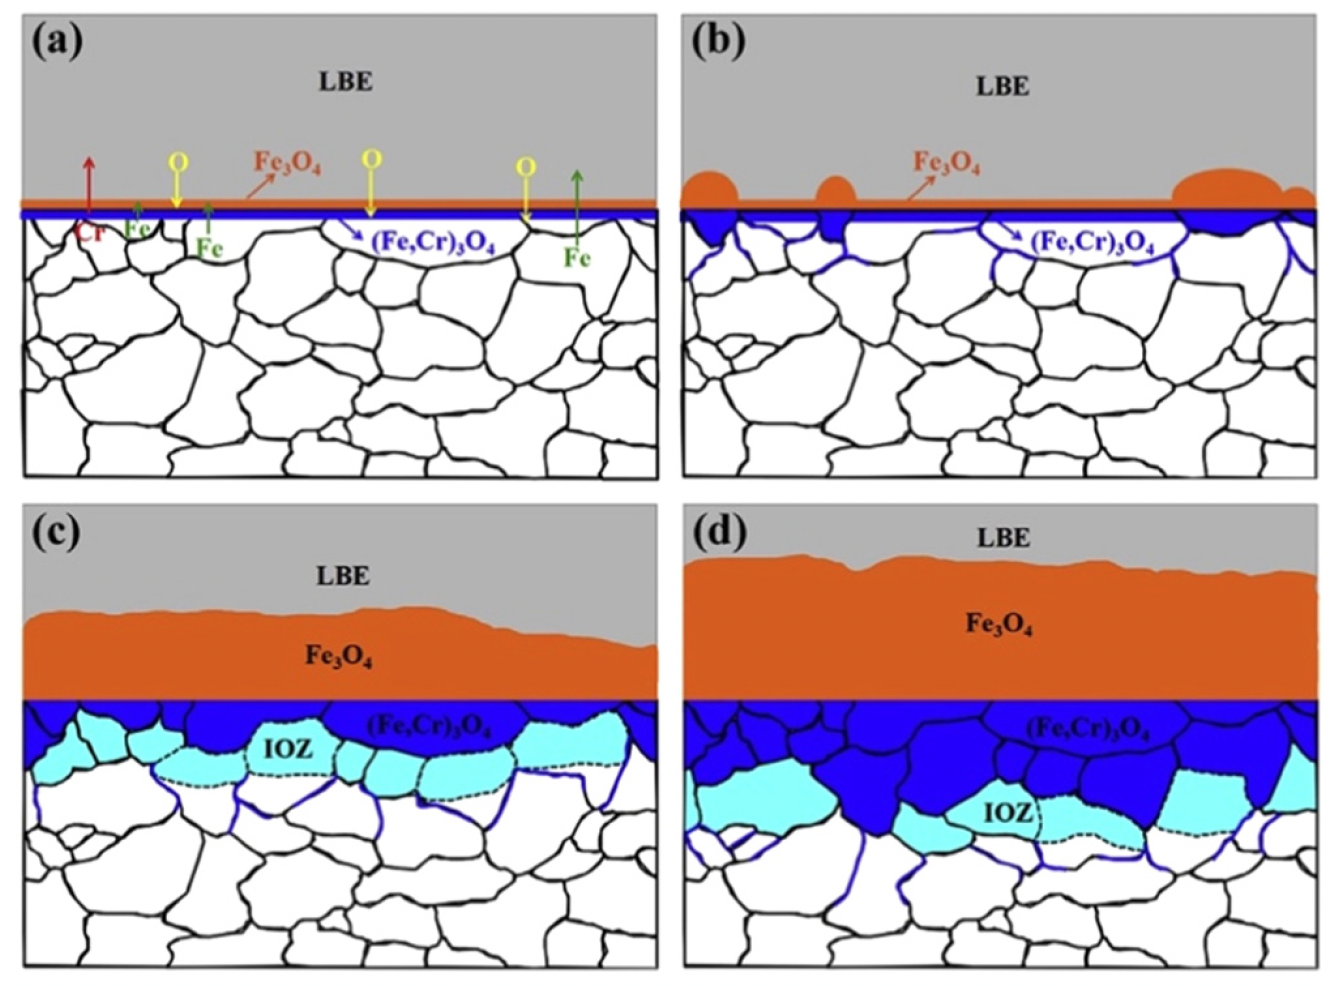 (a)
LBE
O
Fe₃O₄
O
O
Cr
Fe
Fe
(Fe,Cr)₃O₄
Fe
(b)
LBE
Fe₃O₄
(Fe,Cr)₃O₄
(c)
LBE
Fe₃O₄
(Fe,Cr)₃O₄
IOZ
(d)
LBE
Fe₃O₄
(Fe,Cr)₃O₄
IOZ